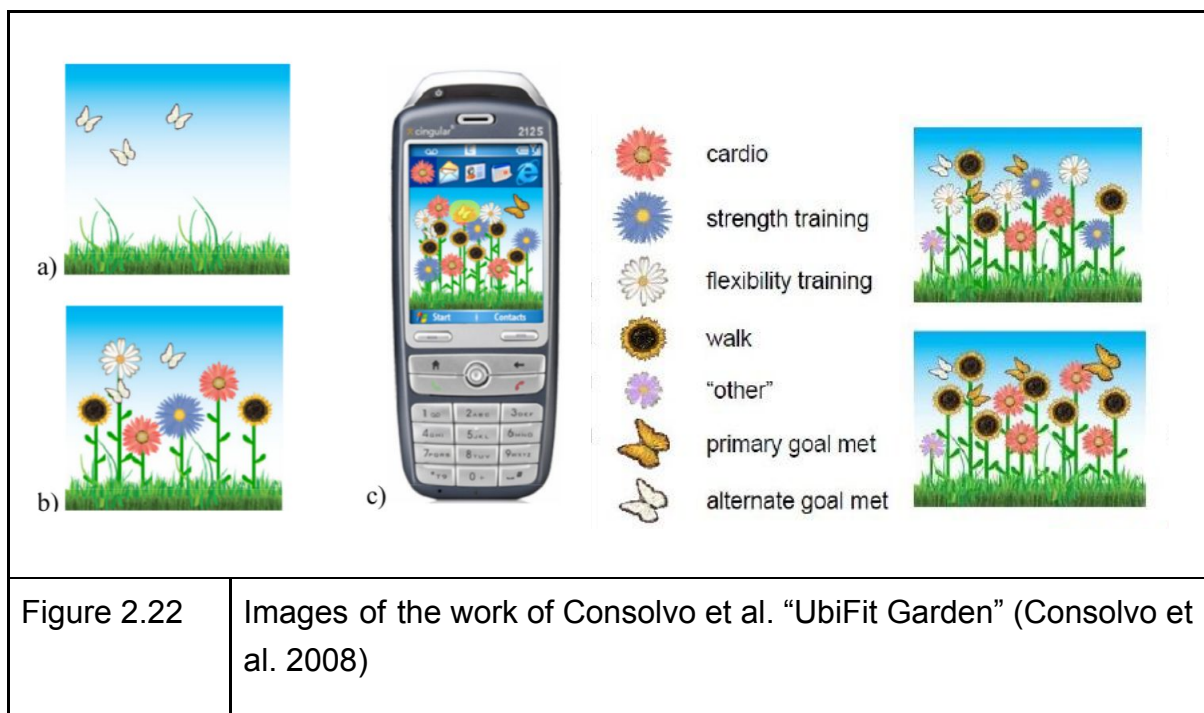 a)
b)
c)
cingular 212S
Start Contacts
cardio
strength training
flexibility training
walk
“other”
primary goal met
alternate goal met
Figure 2.22
Images of the work of Consolvo et al. “UbiFit Garden” (Consolvo et
al. 2008)